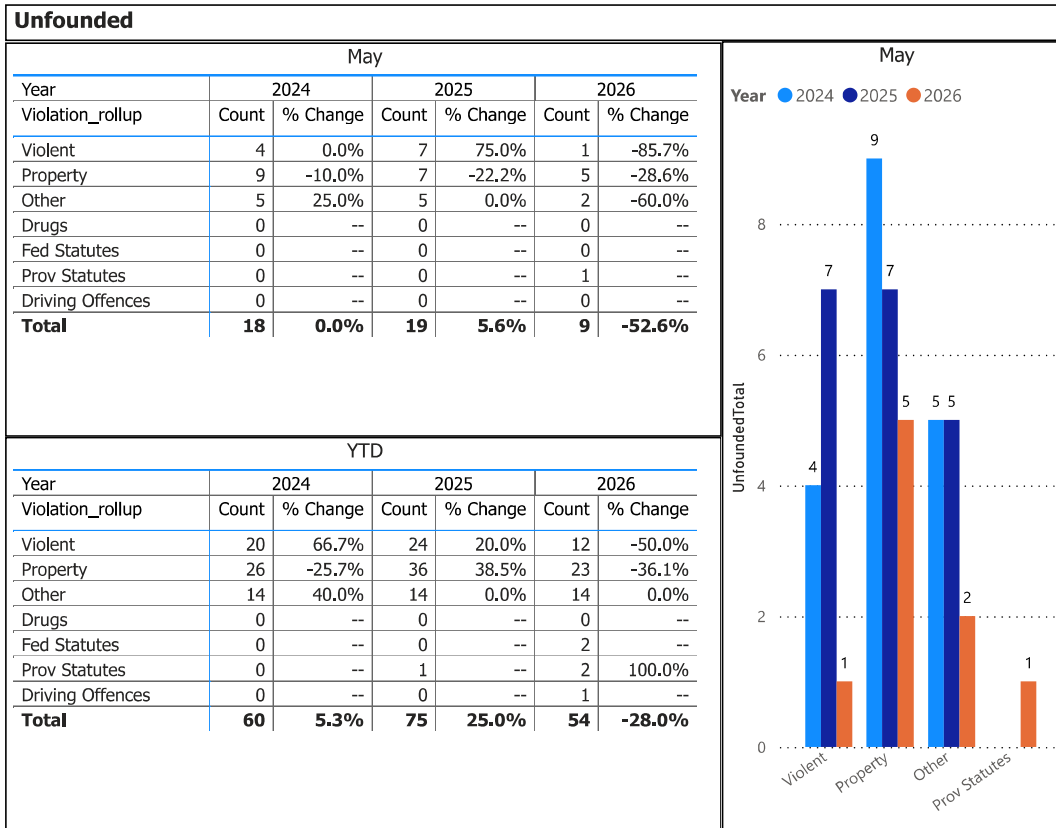 Unfounded
May
Year 2024 2025 2026
Violation_rollup Count % Change Count % Change Count % Change
Violent 4 0.0% 7 75.0% 1 -85.7%
Property 9 -10.0% 7 -22.2% 5 -28.6%
Other 5 25.0% 5 0.0% 2 -60.0%
Drugs 0 -- 0 -- 0 --
Fed Statutes 0 -- 0 -- 0 --
Prov Statutes 0 -- 0 -- 1 --
Driving Offences 0 -- 0 -- 0 --
Total 18 0.0% 19 5.6% 9 -52.6%
YTD
Year 2024 2025 2026
Violation_rollup Count % Change Count % Change Count % Change
Violent 20 66.7% 24 20.0% 12 -50.0%
Property 26 -25.7% 36 38.5% 23 -36.1%
Other 14 40.0% 14 0.0% 14 0.0%
Drugs 0 -- 0 -- 0 --
Fed Statutes 0 -- 0 -- 2 --
Prov Statutes 0 -- 1 -- 2 100.0%
Driving Offences 0 -- 0 -- 1 --
Total 60 5.3% 75 25.0% 54 -28.0%
May
Year 2024 2025 2026
UnfoundedTotal
8
6
4
2
0
4 7 1
9 7 5
5 5 2
1
Violent Property Other Prov Statutes